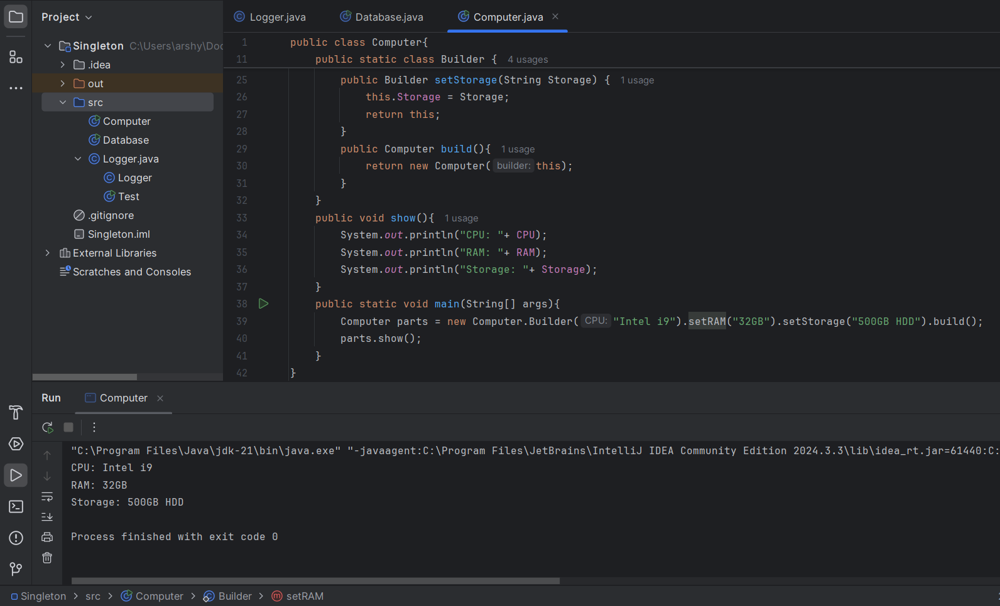 Project
Singleton C:\Users\arshy\Doc
.idea
out
src
Computer
Database
Logger.java
Logger
Test
.gitignore
Singleton.iml
External Libraries
Scratches and Consoles
Logger.java Database.java Computer.java
1 public class Computer{
11 public static class Builder { 4 usages
25 public Builder setStorage(String Storage) { 1 usage
26 this.Storage = Storage;
27 return this;
28 }
29 public Computer build(){ 1 usage
30 return new Computer( builder: this);
31 }
32 }
33 public void show(){ 1 usage
34 System.out.println("CPU: "+ CPU);
35 System.out.println("RAM: "+ RAM);
36 System.out.println("Storage: "+ Storage);
37 }
38 public static void main(String[] args){
39 Computer parts = new Computer.Builder( CPU: "Intel i9").setRAM("32GB").setStorage("500GB HDD").build();
40 parts.show();
41 }
42 }
Run Computer
"C:\Program Files\Java\jdk-21\bin\java.exe" "-javaagent:C:\Program Files\JetBrains\IntelliJ IDEA Community Edition 2024.3.3\lib\idea_rt.jar=61440:C:
CPU: Intel i9
RAM: 32GB
Storage: 500GB HDD
Process finished with exit code 0
Singleton > src > Computer > Builder > setRAM